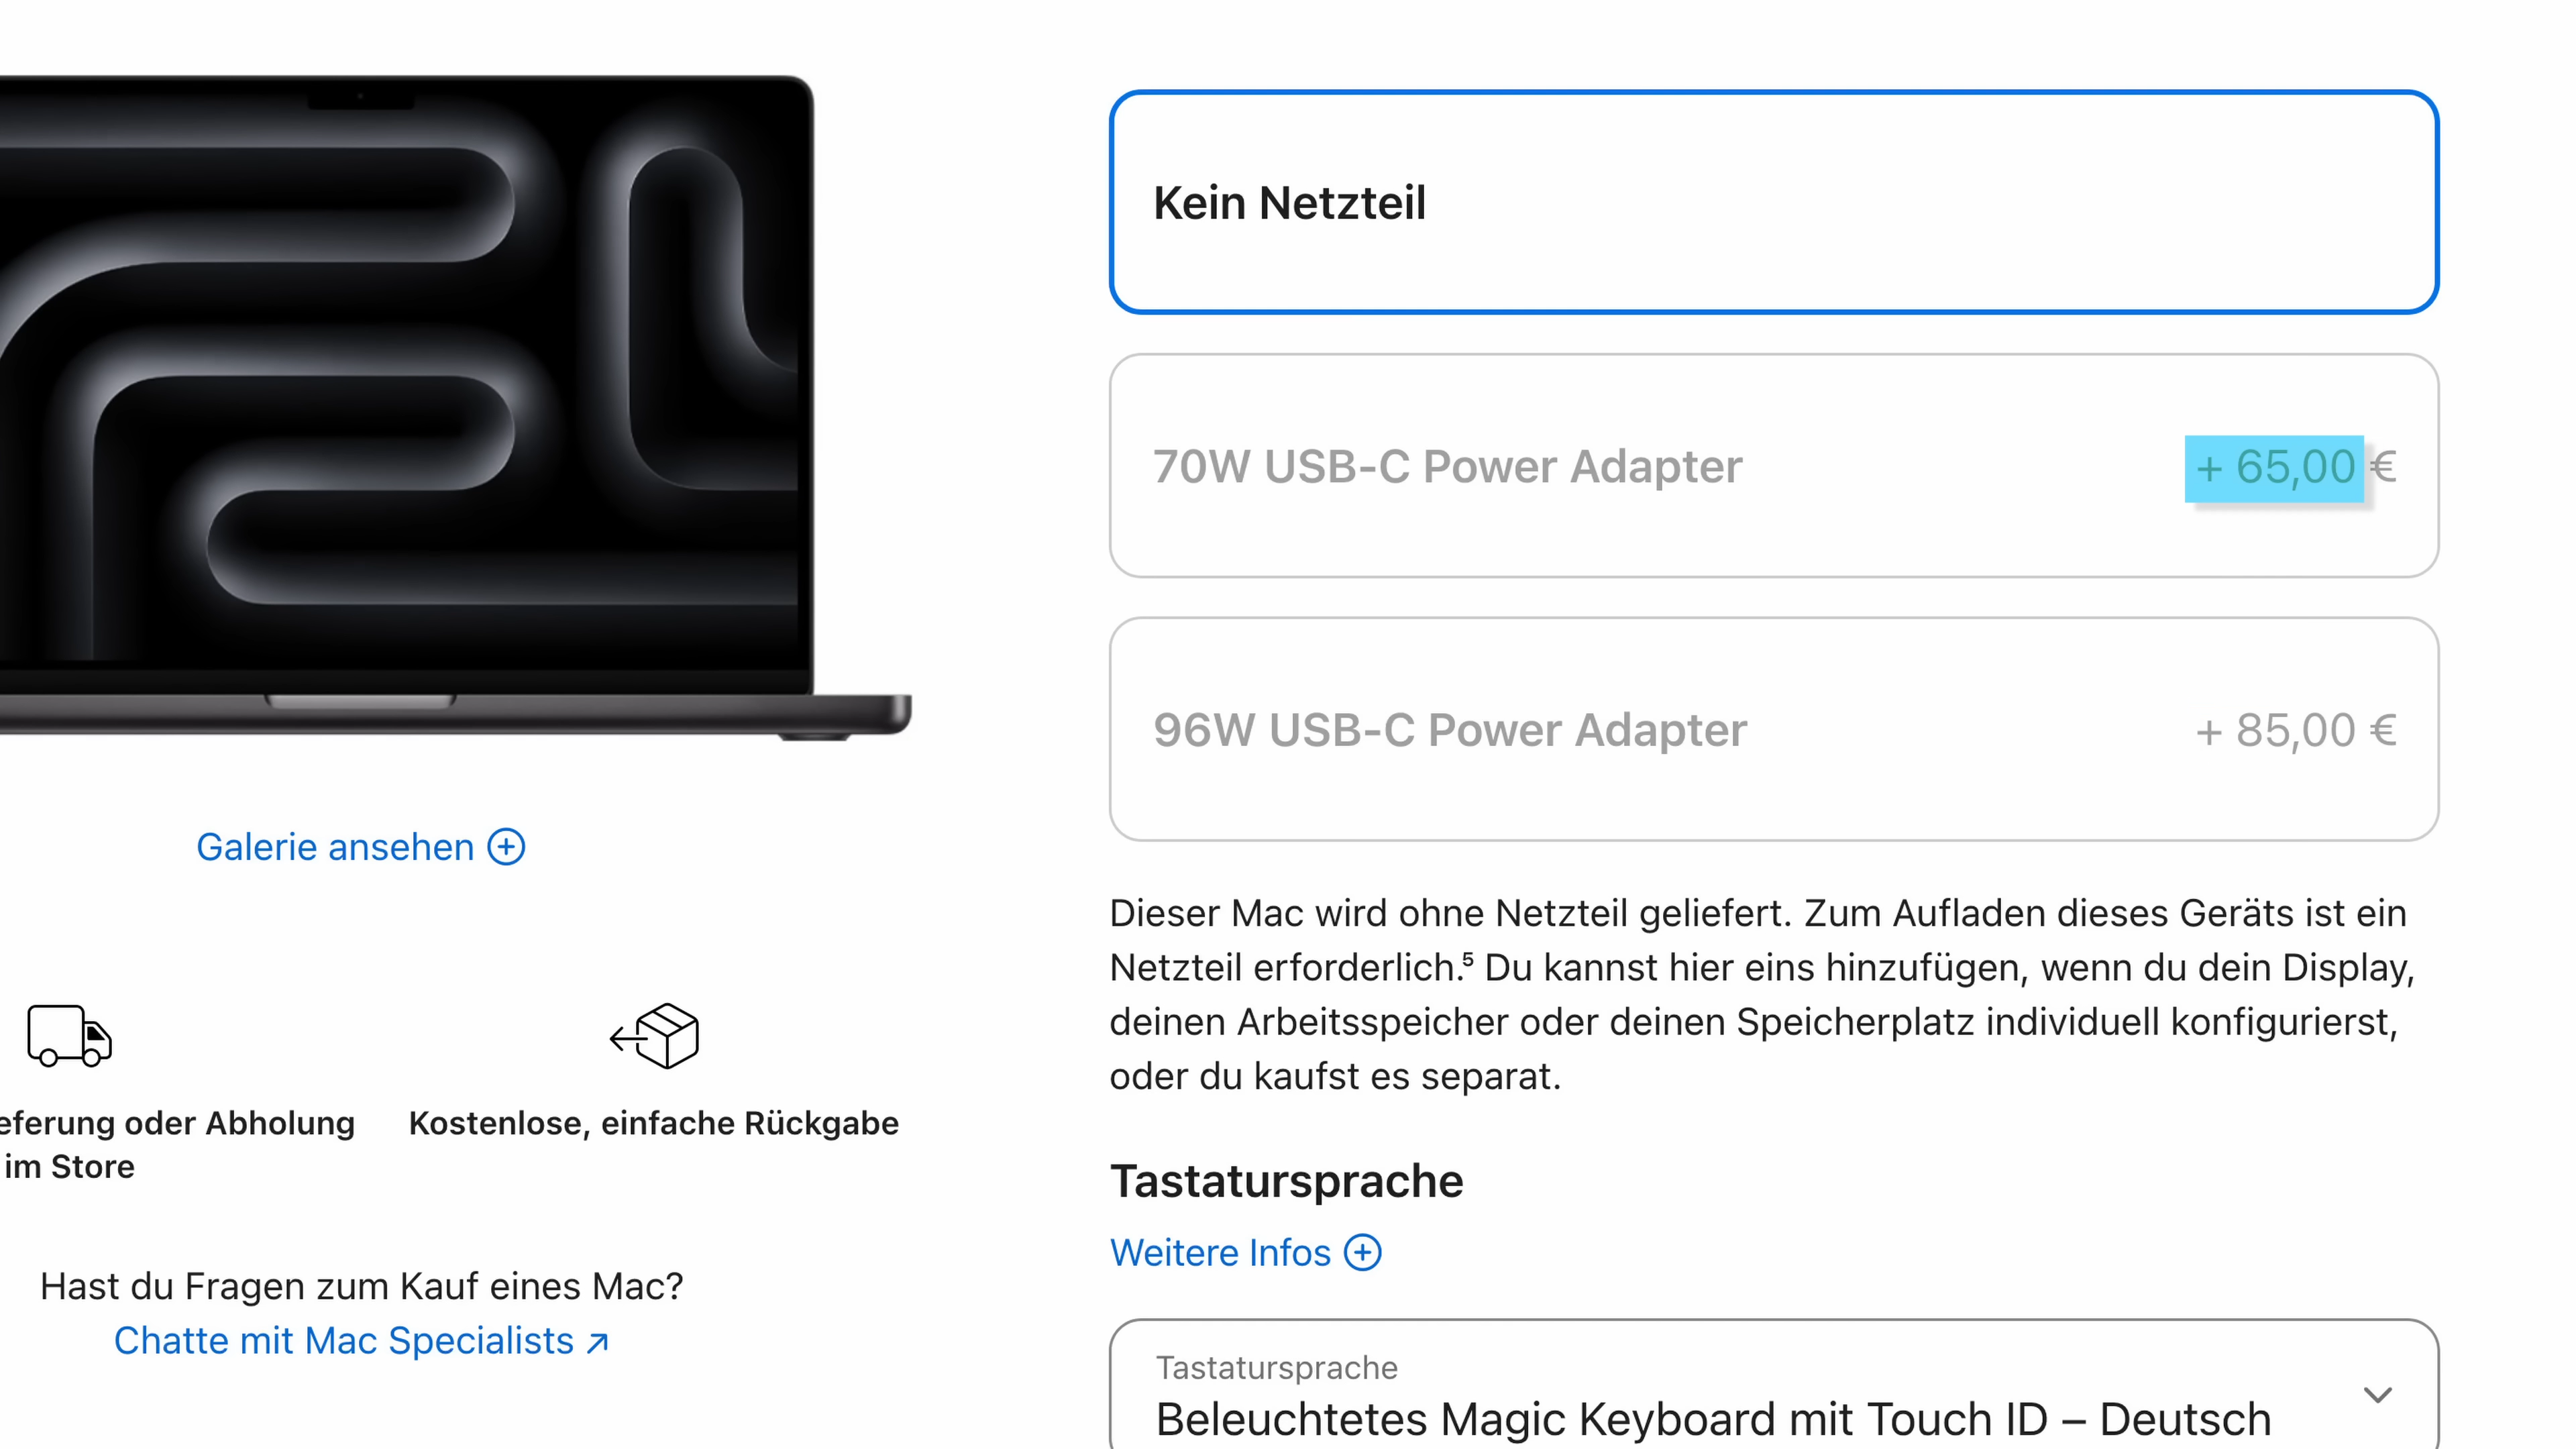 Kein Netzteil
70W USB-C Power Adapter + 65,00 €
96W USB-C Power Adapter + 85,00 €
Dieser Mac wird ohne Netzteil geliefert. Zum Aufladen dieses Geräts ist ein
Netzteil erforderlich.⁵ Du kannst hier eins hinzufügen, wenn du dein Display,
deinen Arbeitsspeicher oder deinen Speicherplatz individuell konfigurierst,
oder du kaufst es separat.
Tastatursprache
Weitere Infos
Tastatursprache
Beleuchtetes Magic Keyboard mit Touch ID – Deutsch
Galerie ansehen
eferung oder Abholung
im Store
Kostenlose, einfache Rückgabe
Hast du Fragen zum Kauf eines Mac?
Chatte mit Mac Specialists ↗